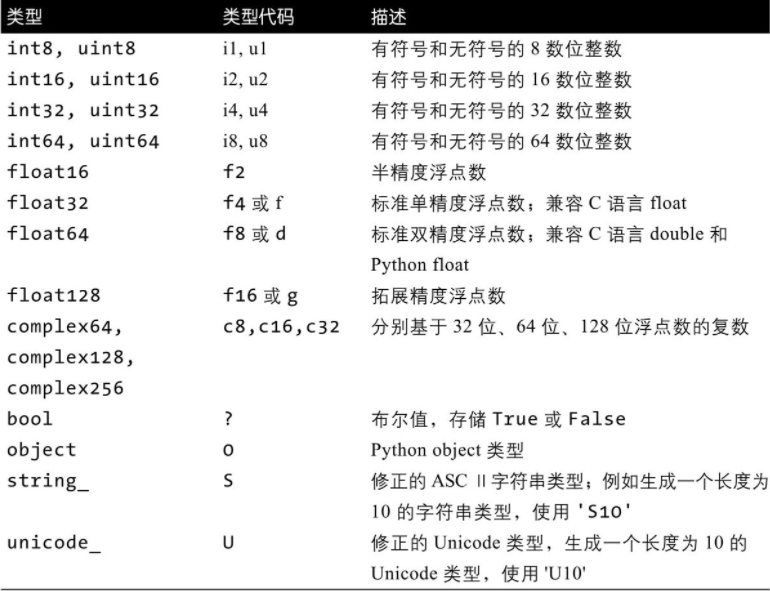 类型 类型代码 描述
int8, uint8 i1, u1 有符号和无符号的 8 数位整数
int16, uint16 i2, u2 有符号和无符号的 16 数位整数
int32, uint32 i4, u4 有符号和无符号的 32 数位整数
int64, uint64 i8, u8 有符号和无符号的 64 数位整数
float16 f2 半精度浮点数
float32 f4 或 f 标准单精度浮点数；兼容 C 语言 float
float64 f8 或 d 标准双精度浮点数；兼容 C 语言 double 和
Python float
float128 f16 或 g 拓展精度浮点数
complex64, c8,c16,c32 分别基于 32 位、64 位、128 位浮点数的复数
complex128,
complex256
bool ? 布尔值，存储 True 或 False
object O Python object 类型
string_ S 修正的 ASC Ⅱ字符串类型；例如生成一个长度为
10 的字符串类型，使用 'S10'
unicode_ U 修正的 Unicode 类型，生成一个长度为 10 的
Unicode 类型，使用 'U10'